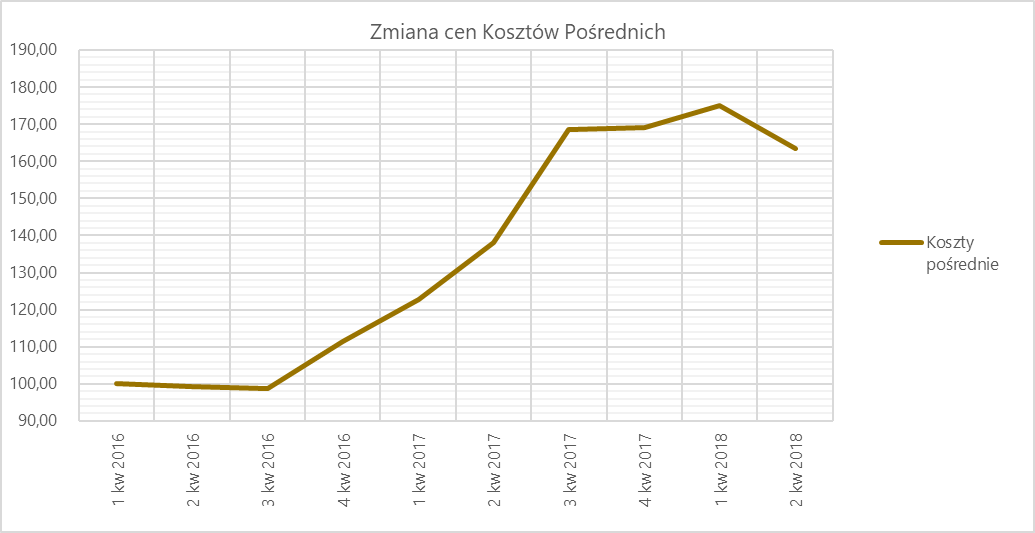 Zmiana cen Kosztów Pośrednich
190,00
180,00
170,00
160,00
150,00
140,00
130,00
120,00
110,00
100,00
90,00
1 kw 2016
2 kw 2016
3 kw 2016
4 kw 2016
1 kw 2017
2 kw 2017
3 kw 2017
4 kw 2017
1 kw 2018
2 kw 2018
Koszty
pośrednie